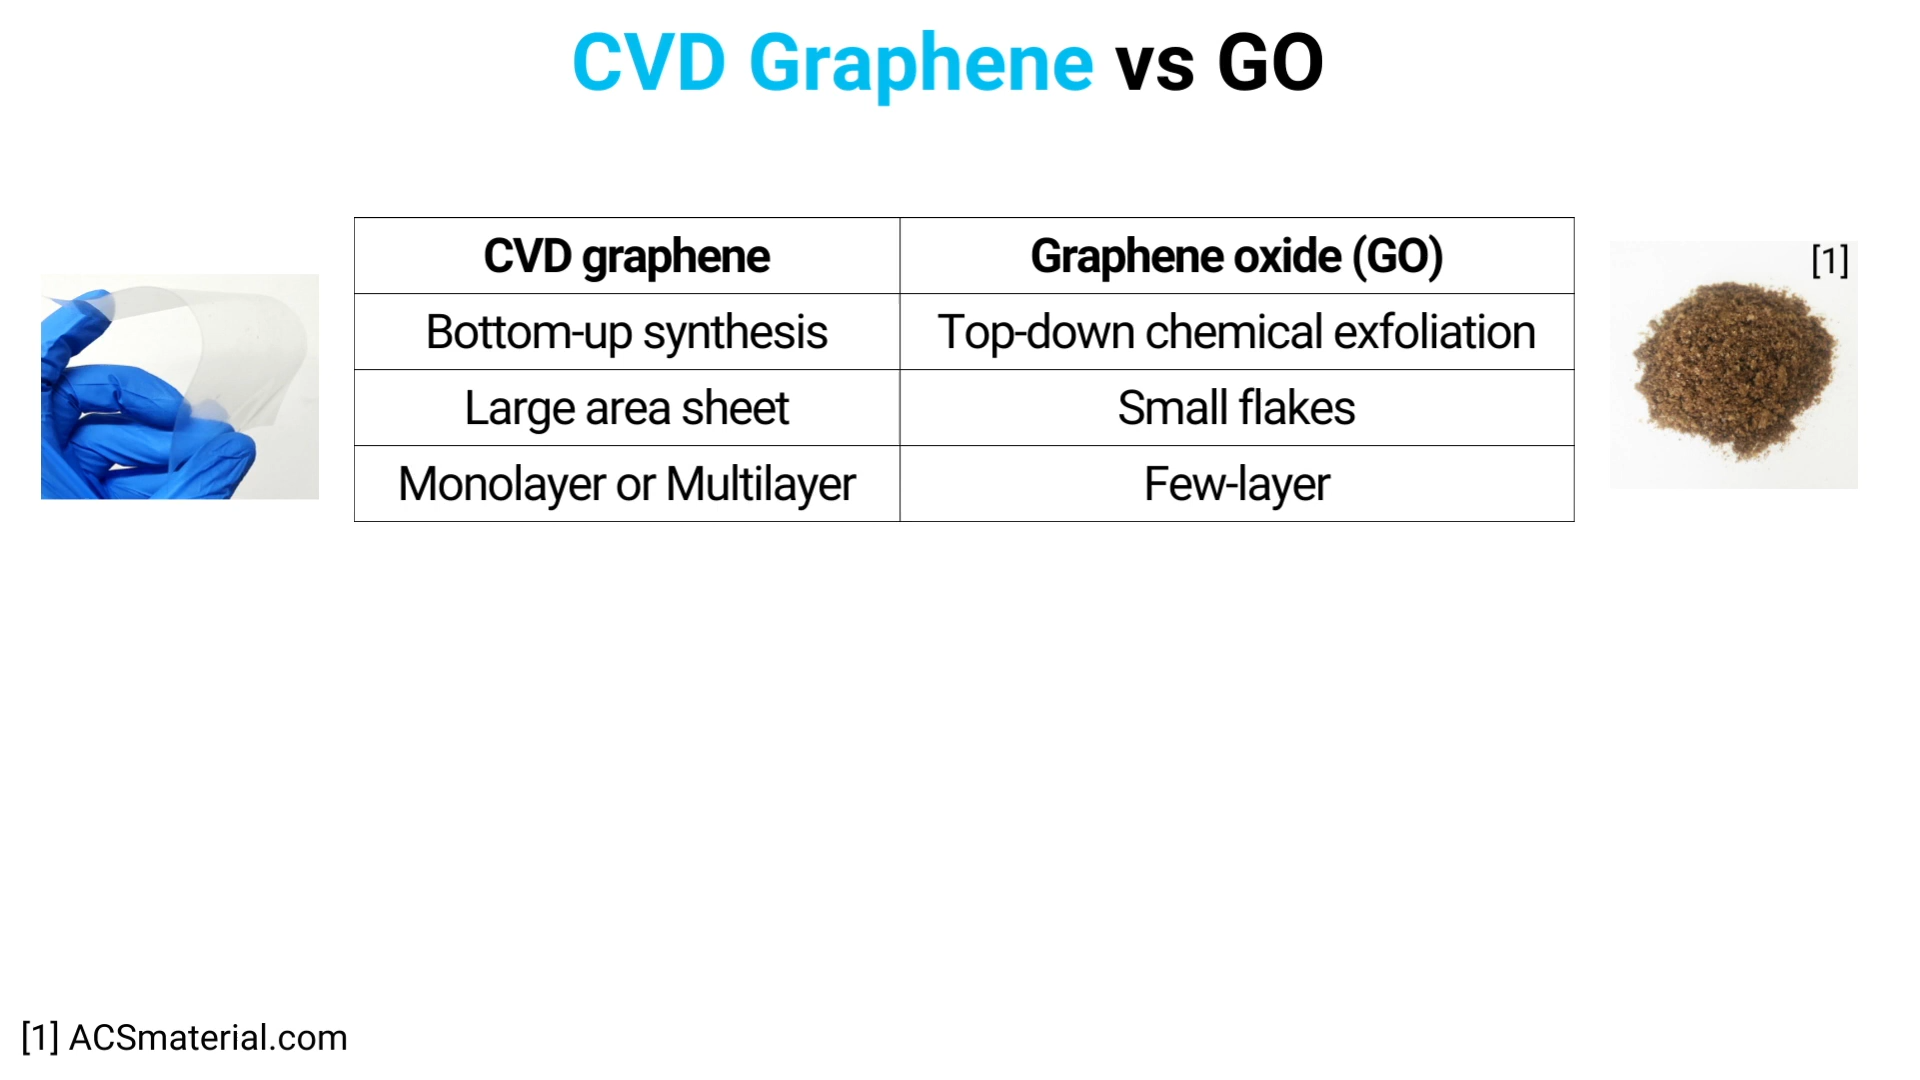 CVD Graphene vs GO
CVD graphene
Graphene oxide (GO)
Bottom-up synthesis
Top-down chemical exfoliation
Large area sheet
Small flakes
Monolayer or Multilayer
Few-layer
[1]
[1] ACSmaterial.com